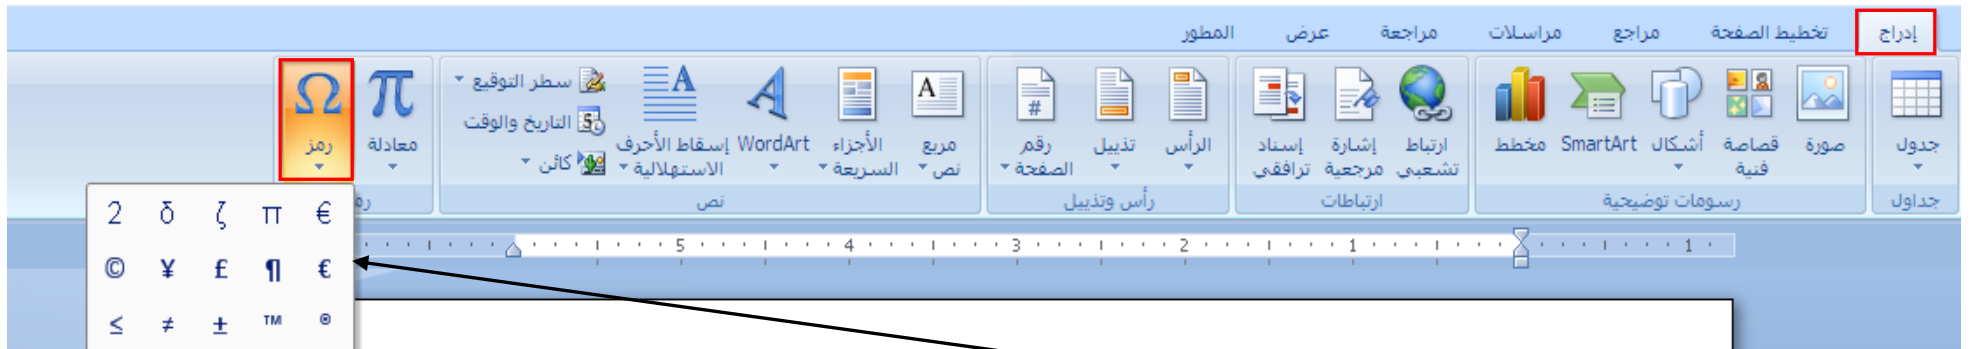 إدراج تخطيط الصفحة مراجع مراسلات مراجعة عرض المطور
جدول
صورة
قصاصة
فنية
أشكال
SmartArt
مخطط
ارتباط
تشعبي
إشارة
مرجعية
إسناد
ترافقي
الرأس
تذييل
رقم
الصفحة
مربع
نص
الأجزاء
السريعة
WordArt
إسقاط الأحرف
الاستهلالية
سطر التوقيع
التاريخ والوقت
كائن
معادلة
رمز
جداول رسومات توضيحية ارتباطات رأس وتذييل نص
5 4 3 2 1 1
2 δ ζ π €
© ¥ £ ¶ €
≤ ≠ ± ™ ®